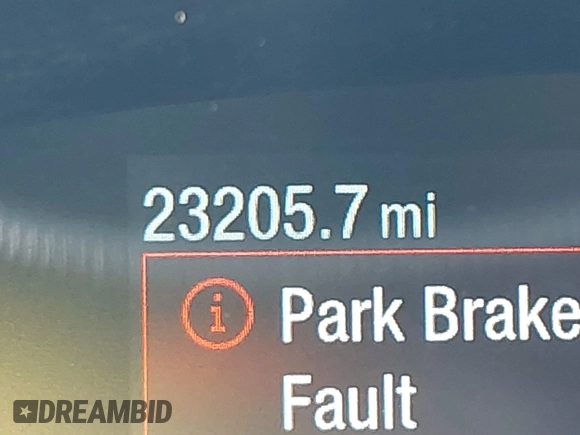 23205.7 mi
i Park Brake
Fault
DREAMBID